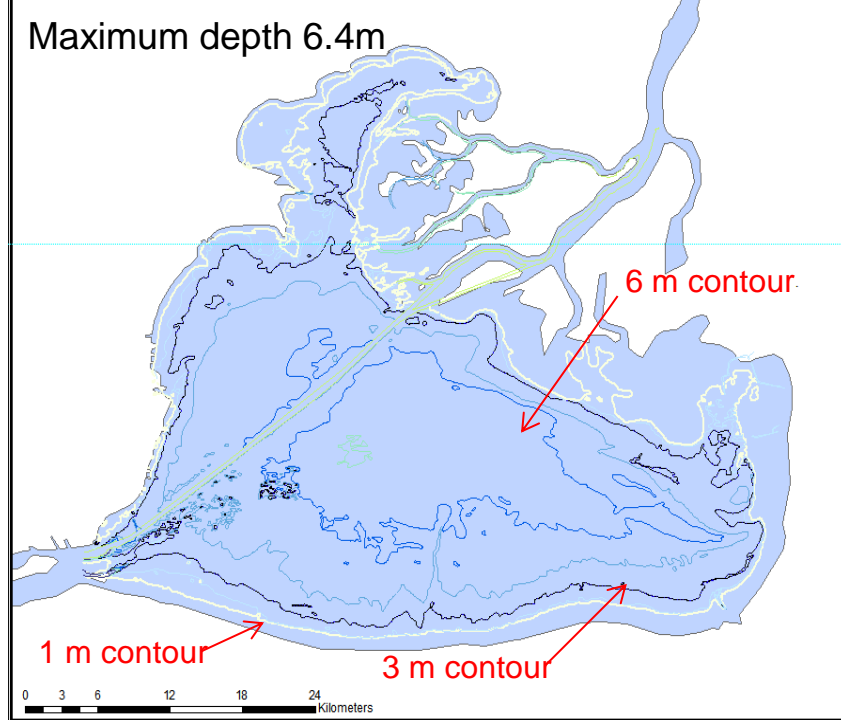 Maximum depth 6.4m
6 m contour
1 m contour
3 m contour
0 3 6 12 18 24
Kilometers